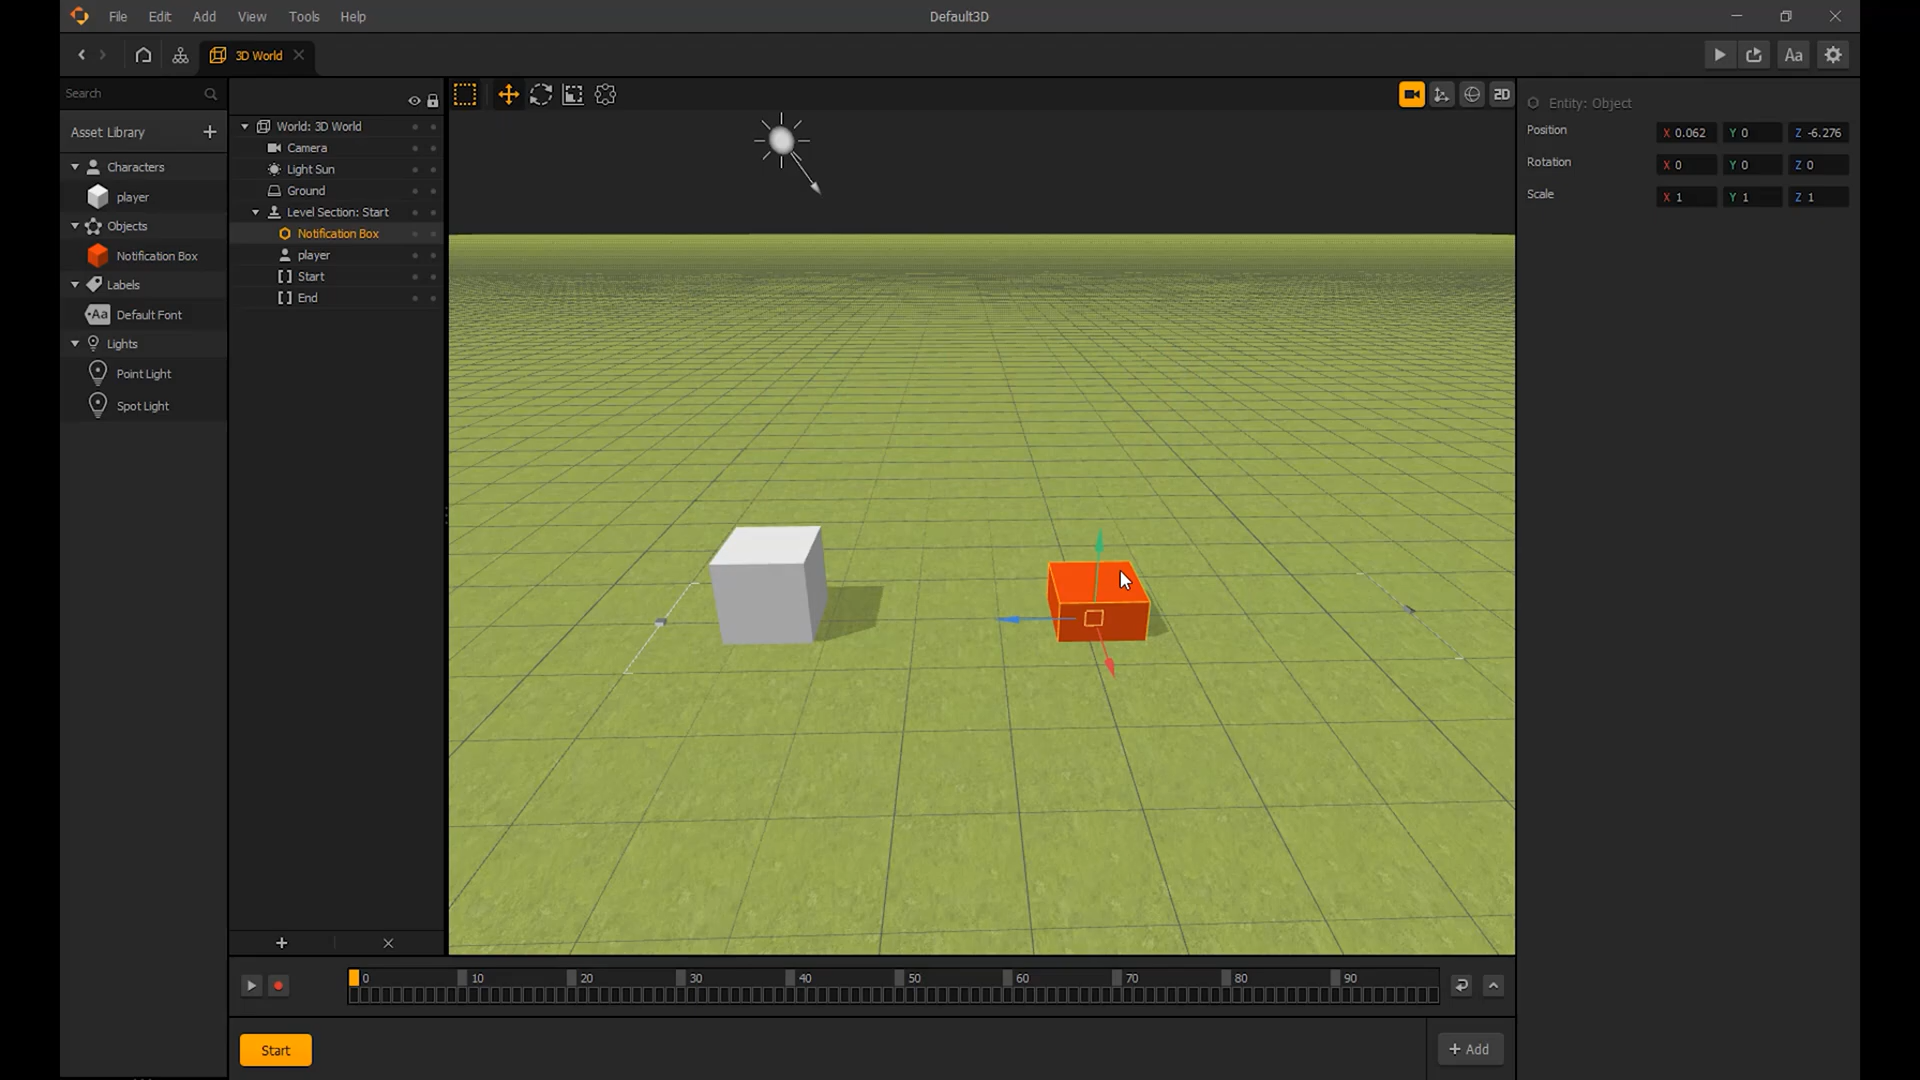 File Edit Add View Tools Help
Default3D
3D World
Aa
Search
Asset Library
Characters
player
Objects
Notification Box
Labels
Aa Default Font
Lights
Point Light
Spot Light
World: 3D World
Camera
Light Sun
Ground
Level Section: Start
Notification Box
player
Start
End
2D
Entity: Object
Position X 0.062 Y 0 Z -6.276
Rotation X 0 Y 0 Z 0
Scale X 1 Y 1 Z 1
0 10 20 30 40 50 60 70 80 90
Start
+ Add